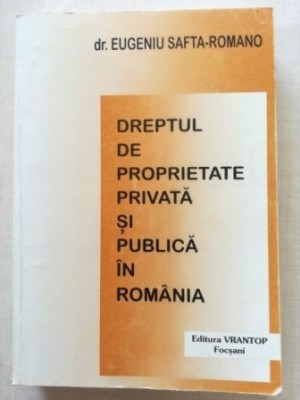 dr. EUGENIU SAFTA-ROMANO
DREPTUL
DE
PROPRIETATE
PRIVATĂ
ȘI
PUBLICĂ
ÎN
ROMÂNIA
Editura VRANTOP
Focșani